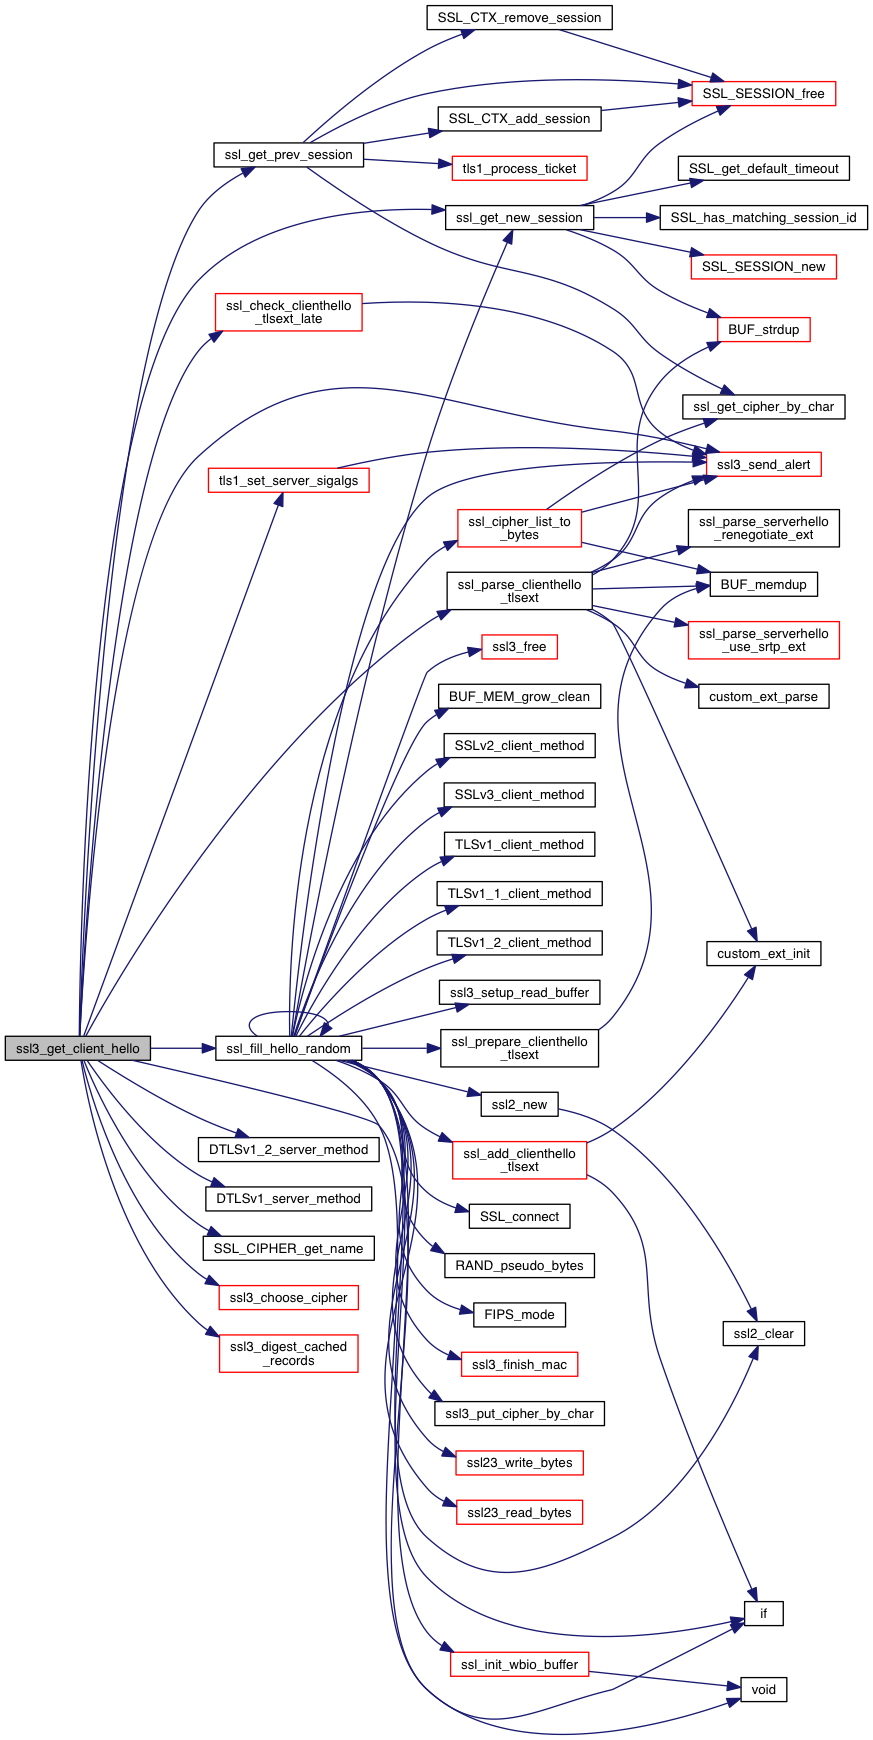 SSL_CTX_remove_session
SSL_SESSION_free
SSL_CTX_add_session
ssl_get_prev_session
tls1_process_ticket
SSL_get_default_timeout
ssl_get_new_session
SSL_has_matching_session_id
SSL_SESSION_new
ssl_check_clienthello
_tlsext_late
BUF_strdup
ssl_get_cipher_by_char
ssl3_send_alert
tls1_set_server_sigalgs
ssl_cipher_list_to
_bytes
ssl_parse_serverhello
_renegotiate_ext
ssl_parse_clienthello
_tlsext
BUF_memdup
ssl_parse_serverhello
_use_srtp_ext
ssl3_free
custom_ext_parse
BUF_MEM_grow_clean
SSLv2_client_method
SSLv3_client_method
TLSv1_client_method
TLSv1_1_client_method
TLSv1_2_client_method
custom_ext_init
ssl3_setup_read_buffer
ssl3_get_client_hello
ssl_fill_hello_random
ssl_prepare_clienthello
_tlsext
ssl2_new
DTLSv1_2_server_method
ssl_add_clienthello
_tlsext
DTLSv1_server_method
SSL_connect
SSL_CIPHER_get_name
RAND_pseudo_bytes
ssl3_choose_cipher
FIPS_mode
ssl2_clear
ssl3_digest_cached
_records
ssl3_finish_mac
ssl3_put_cipher_by_char
ssl23_write_bytes
ssl23_read_bytes
if
ssl_init_wbio_buffer
void